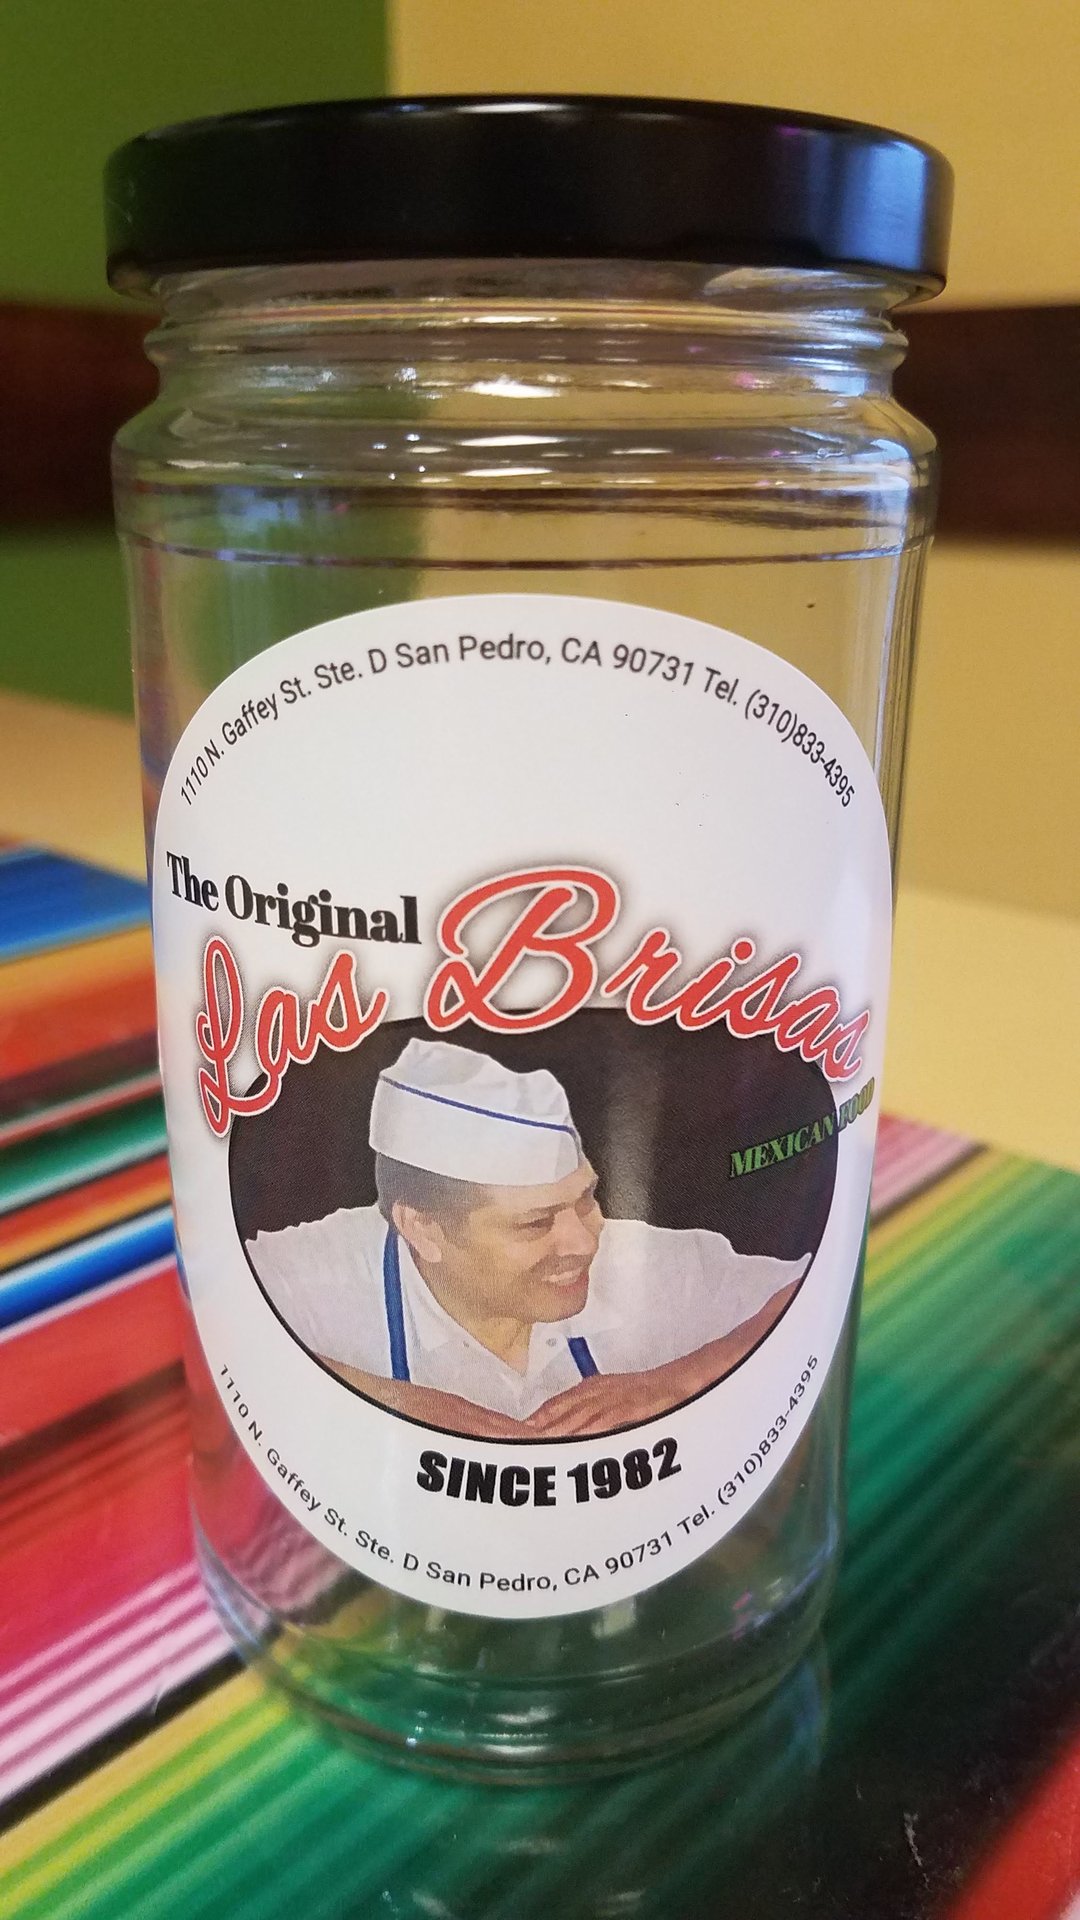 1110 N. Gaffey St. Ste. D San Pedro, CA 90731 Tel. (310)833-4395
The Original
Las Brisas
MEXICAN FOOD
SINCE 1982
1110 N. Gaffey St. Ste. D San Pedro, CA 90731 Tel. (310)833-4395